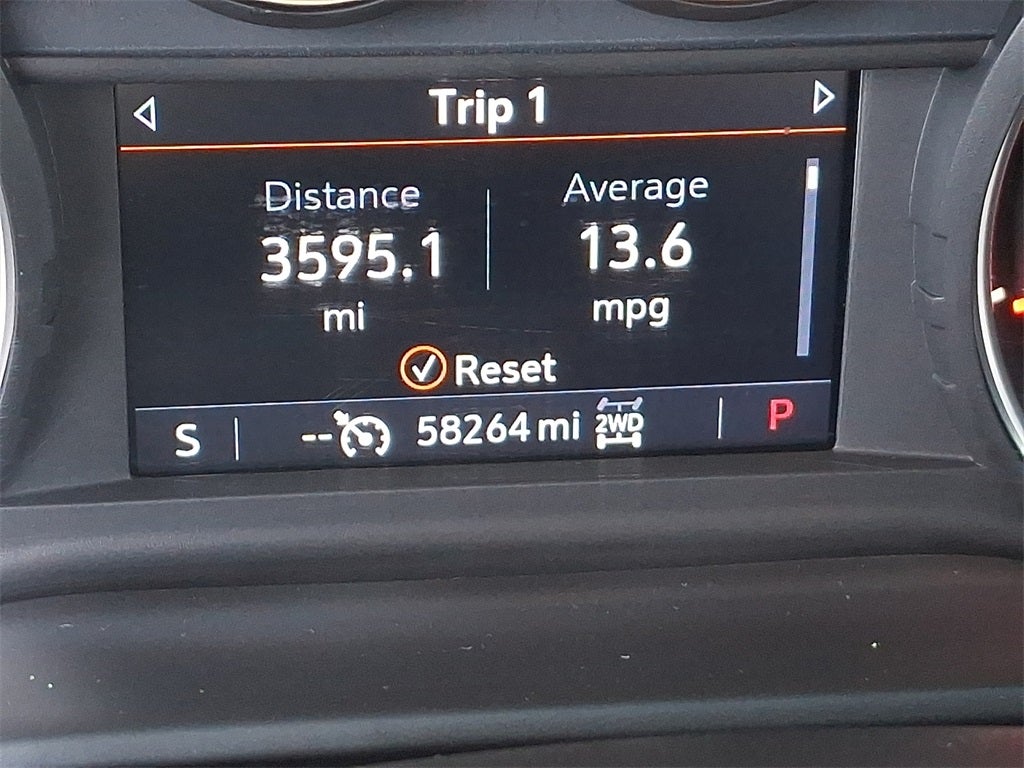 Trip 1
Distance Average
3595.1 13.6
mi mpg
Reset
S -- 58264 mi 2WD P